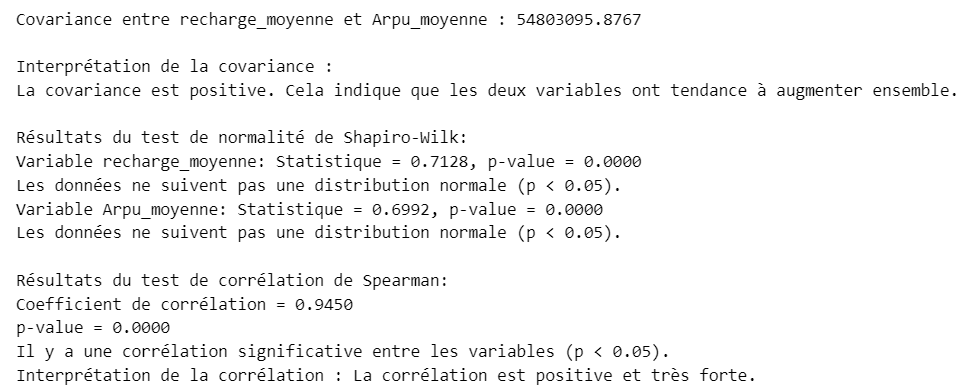 Covariance entre recharge_moyenne et Arpu_moyenne : 54803095.8767
Interprétation de la covariance :
La covariance est positive. Cela indique que les deux variables ont tendance à augmenter ensemble.
Résultats du test de normalité de Shapiro-Wilk:
Variable recharge_moyenne: Statistique = 0.7128, p-value = 0.0000
Les données ne suivent pas une distribution normale (p < 0.05).
Variable Arpu_moyenne: Statistique = 0.6992, p-value = 0.0000
Les données ne suivent pas une distribution normale (p < 0.05).
Résultats du test de corrélation de Spearman:
Coefficient de corrélation = 0.9450
p-value = 0.0000
Il y a une corrélation significative entre les variables (p < 0.05).
Interprétation de la corrélation : La corrélation est positive et très forte.